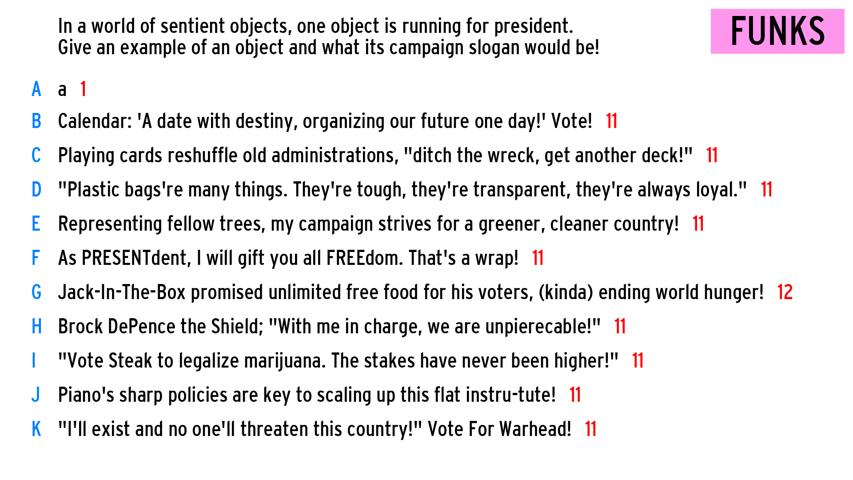 In a world of sentient objects, one object is running for president.
Give an example of an object and what its campaign slogan would be!
FUNKS
A a 1
B Calendar: 'A date with destiny, organizing our future one day!' Vote! 11
C Playing cards reshuffle old administrations, "ditch the wreck, get another deck!" 11
D "Plastic bags're many things. They're tough, they're transparent, they're always loyal." 11
E Representing fellow trees, my campaign strives for a greener, cleaner country! 11
F As PRESENTdent, I will gift you all FREEdom. That's a wrap! 11
G Jack-In-The-Box promised unlimited free food for his voters, (kinda) ending world hunger! 12
H Brock DePence the Shield; "With me in charge, we are unpierecable!" 11
I "Vote Steak to legalize marijuana. The stakes have never been higher!" 11
J Piano's sharp policies are key to scaling up this flat instru-tute! 11
K "I'll exist and no one'll threaten this country!" Vote For Warhead! 11